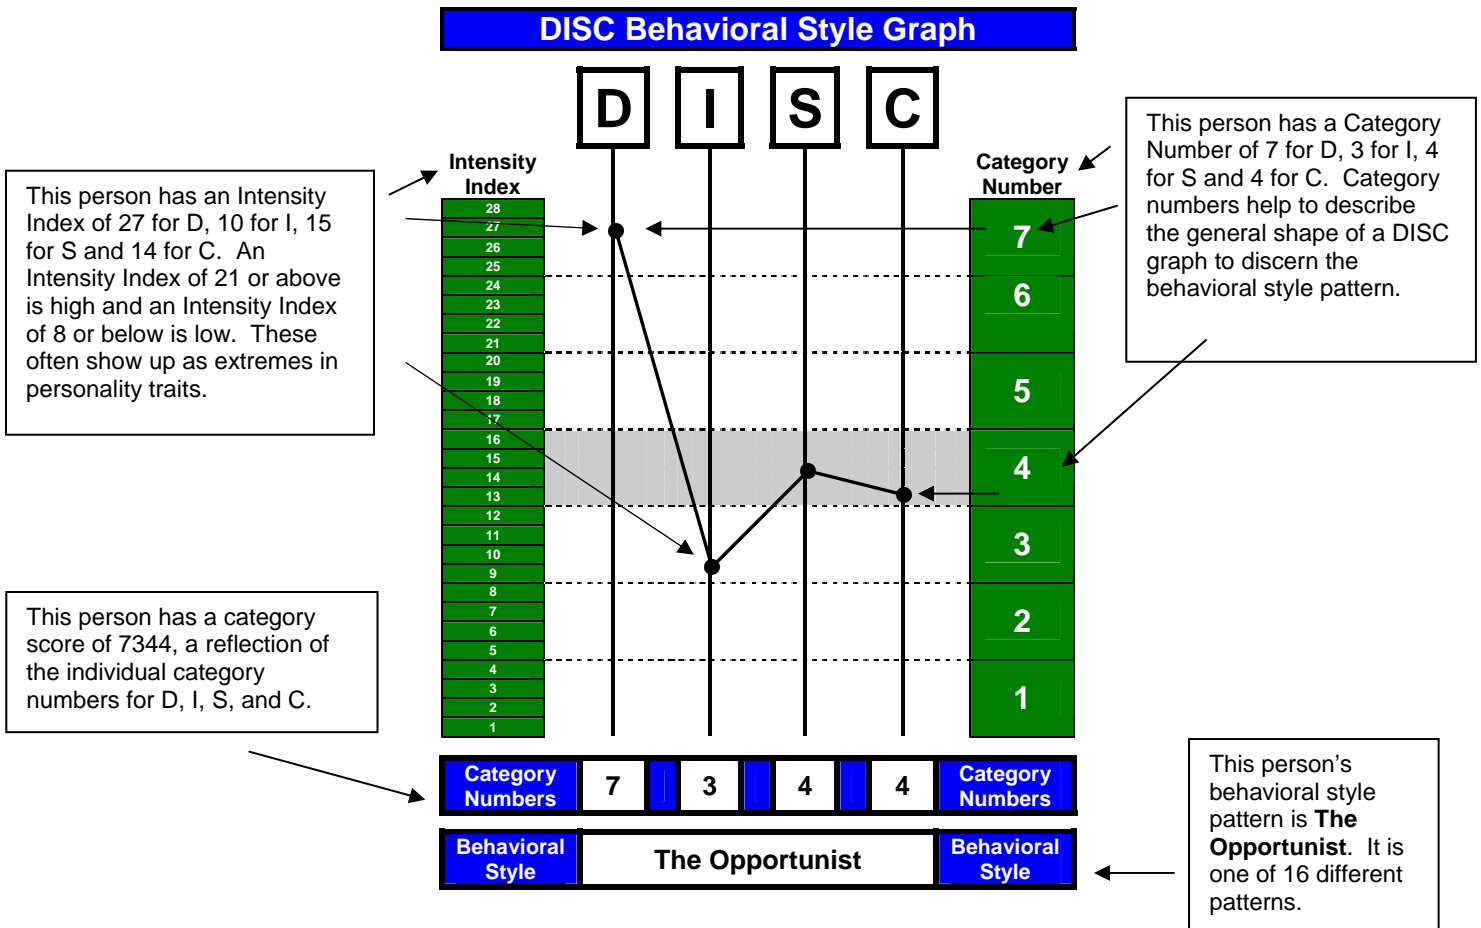 DISC Behavioral Style Graph
D I S C
Intensity
Index
Category
Number
This person has an Intensity
Index of 27 for D, 10 for I, 15
for S and 14 for C. An
Intensity Index of 21 or above
is high and an Intensity Index
of 8 or below is low. These
often show up as extremes in
personality traits.
This person has a Category
Number of 7 for D, 3 for I, 4
for S and 4 for C. Category
numbers help to describe
the general shape of a DISC
graph to discern the
behavioral style pattern.
28
27
26
25
24
23
22
21
20
19
18
17
16
15
14
13
12
11
10
9
8
7
6
5
4
3
2
1
7
6
5
4
3
2
1
This person has a category
score of 7344, a reflection of
the individual category
numbers for D, I, S, and C.
Category
Numbers
7 3 4 4
Category
Numbers
Behavioral
Style
The Opportunist
Behavioral
Style
This person’s
behavioral style
pattern is The
Opportunist. It is
one of 16 different
patterns.